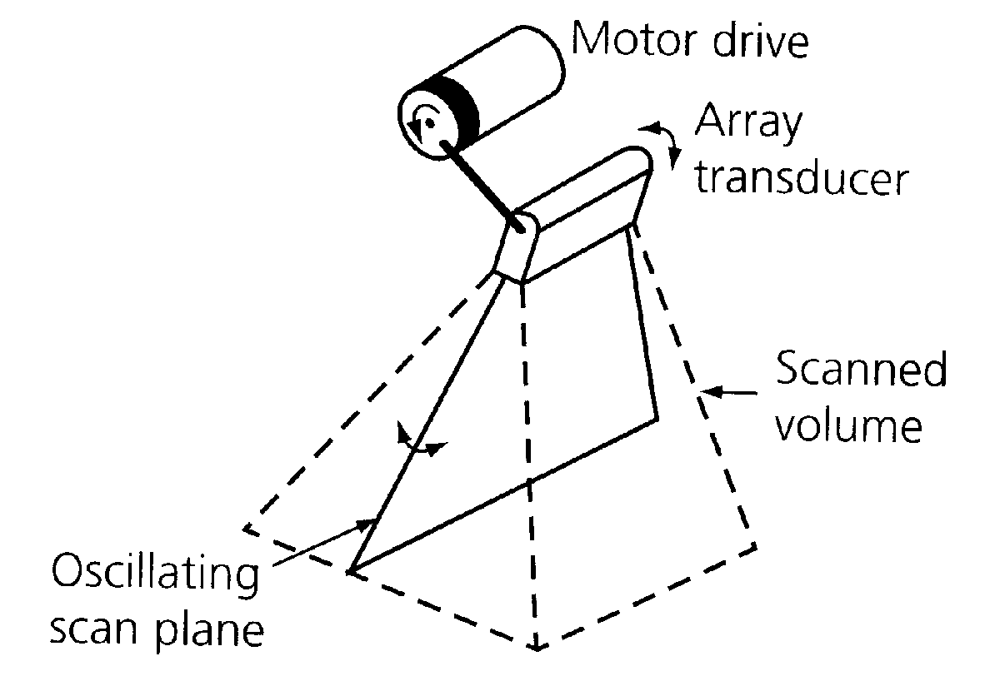 Motor drive
Array
transducer
Scanned
volume
Oscillating
scan plane